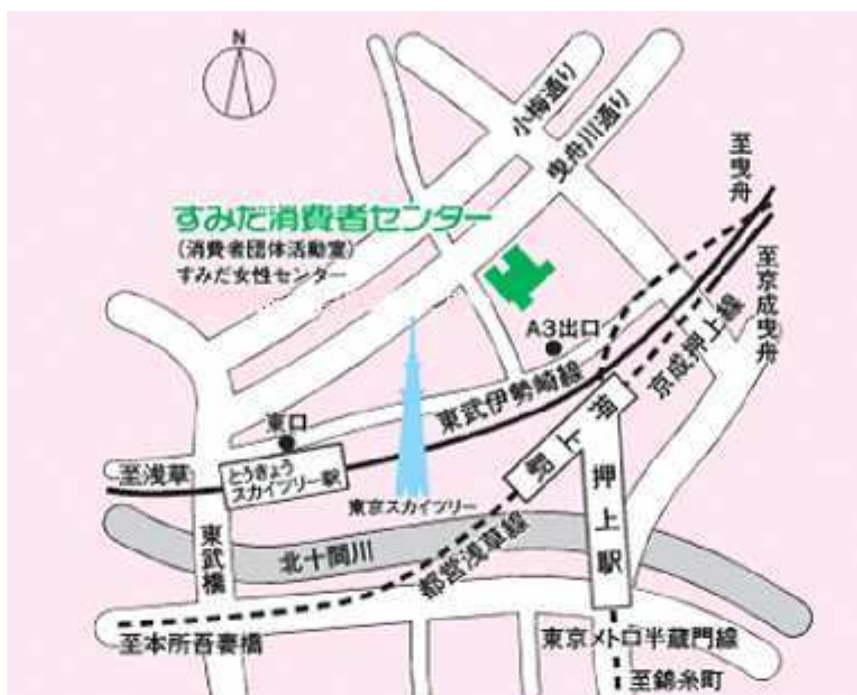 N
小梅通り
曳舟川通り
至曳舟
すみだ消費者センター
(消費者団体活動室)
すみだ女性センター
至京成曳舟
A3出口
京成押上線
東武伊勢崎線
東口
押上駅
至浅草
とうきょう
スカイツリー駅
押上駅
東京スカイツリー
東武橋
北十間川
都営浅草線
至本所吾妻橋
東京メトロ半蔵門線
至錦糸町